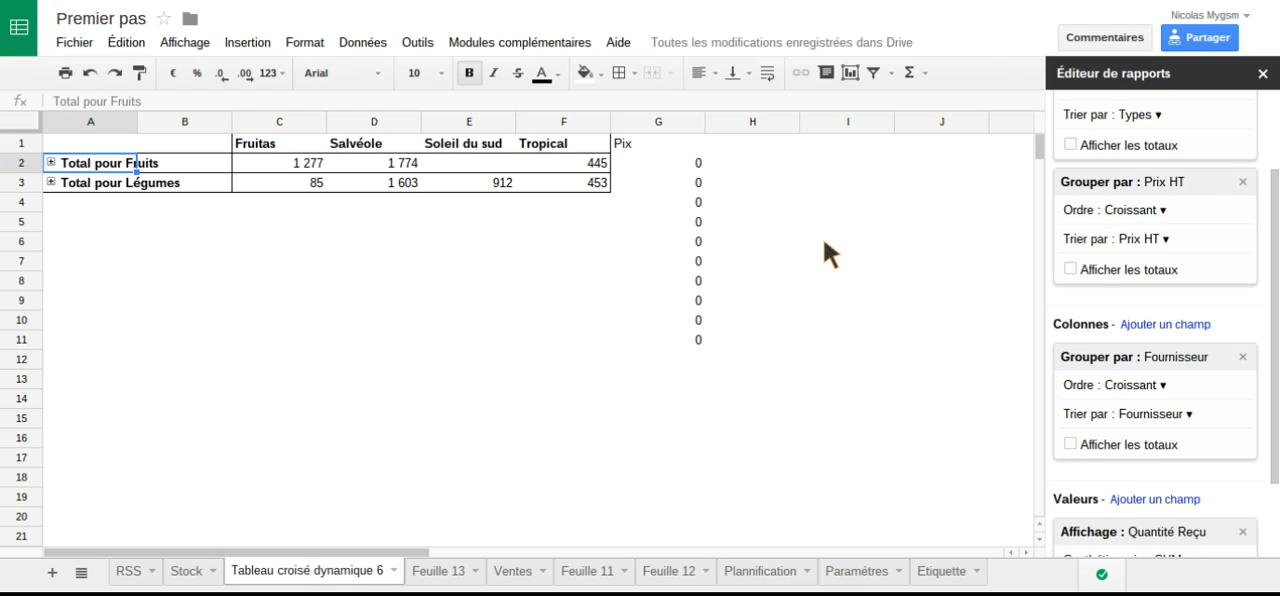 Premier pas
Nicolas Mygsm
Fichier Édition Affichage Insertion Format Données Outils Modules complémentaires Aide Toutes les modifications enregistrées dans Drive
Commentaires Partager
€ % .0 .00 123 Arial 10 B I S A Σ
Éditeur de rapports ×
fx Total pour Fruits
A B C D E F G H I J
1 Fruitas Salvéole Soleil du sud Tropical Pix
2 Total pour Fruits 1 277 1 774 445 0
3 Total pour Légumes 85 1 603 912 453 0
4 0
5 0
6 0
7 0
8 0
9 0
10 0
11 0
12
13
14
15
16
17
18
19
20
21
Trier par : Types ▾
Afficher les totaux
Grouper par : Prix HT ×
Ordre : Croissant ▾
Trier par : Prix HT ▾
Afficher les totaux
Colonnes - Ajouter un champ
Grouper par : Fournisseur ×
Ordre : Croissant ▾
Trier par : Fournisseur ▾
Afficher les totaux
Valeurs - Ajouter un champ
Affichage : Quantité Reçu ×
+ RSS Stock Tableau croisé dynamique 6 Feuille 13 Ventes Feuille 11 Feuille 12 Plannification Paramètres Etiquette